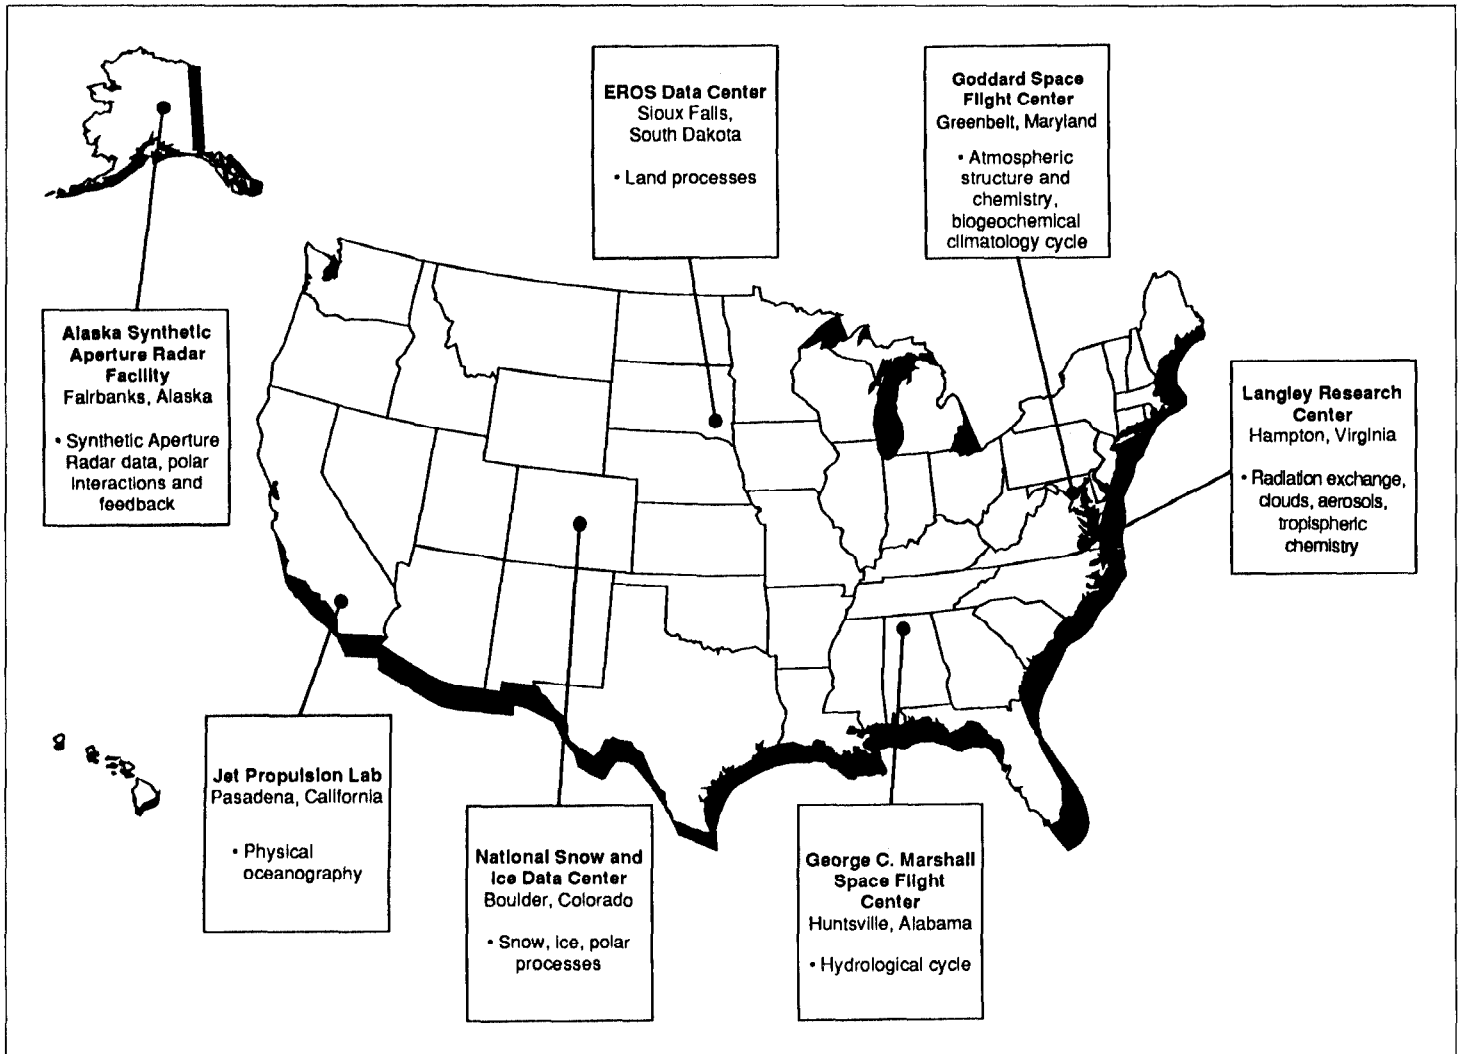 EROS Data Center
Sioux Falls,
South Dakota
• Land processes
Goddard Space
Flight Center
Greenbelt, Maryland
• Atmospheric
structure and
chemistry,
biogeochemical
climatology cycle
Alaska Synthetic
Aperture Radar
Facility
Fairbanks, Alaska
• Synthetic Aperture
Radar data, polar
interactions and
feedback
Langley Research
Center
Hampton, Virginia
• Radiation exchange,
clouds, aerosols,
tropispheric
chemistry
Jet Propulsion Lab
Pasadena, California
• Physical
oceanography
National Snow and
Ice Data Center
Boulder, Colorado
• Snow, ice, polar
processes
George C. Marshall
Space Flight
Center
Huntsville, Alabama
• Hydrological cycle